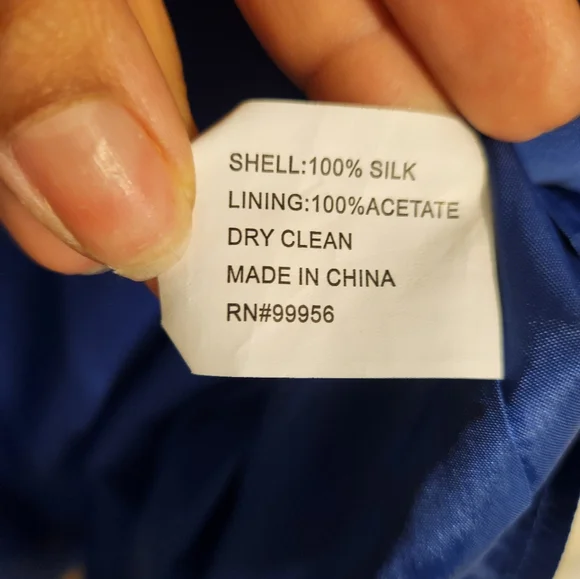 SHELL:100% SILK
LINING:100%ACETATE
DRY CLEAN
MADE IN CHINA
RN#99956